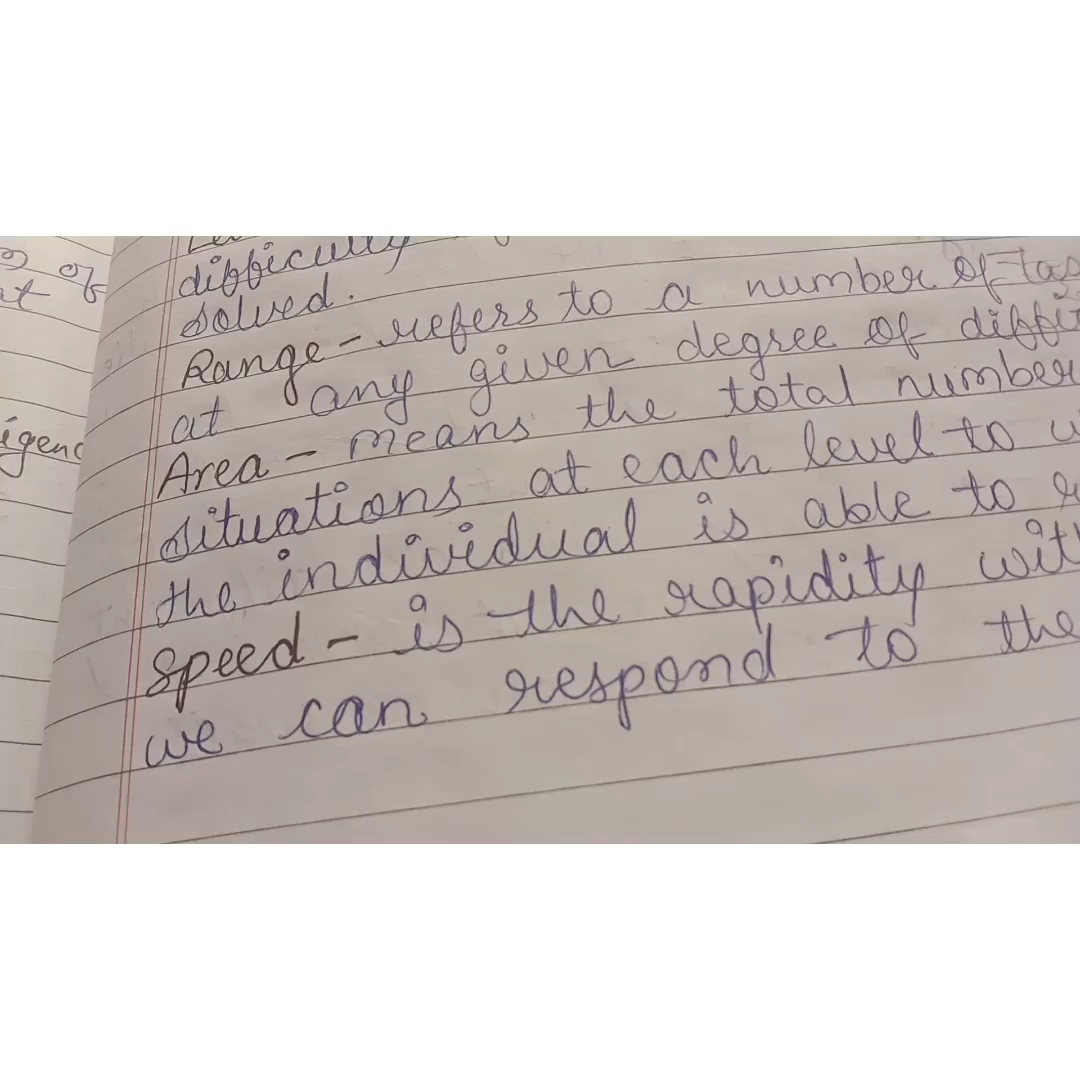 of
difficulty
solved.
Range - refers to a number of
at any given degree of
Area - means the total number
situations at each level to
the individual is able to
Speed - is the rapidity
we can respond to the